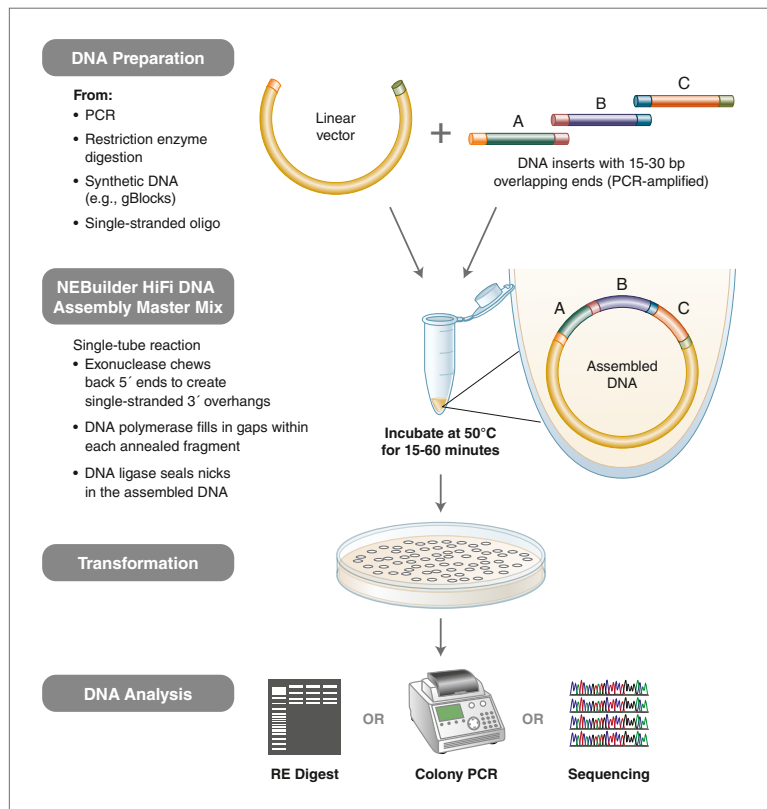 DNA Preparation
From:
• PCR
• Restriction enzyme
digestion
• Synthetic DNA
(e.g., gBlocks)
• Single-stranded oligo
Linear
vector
+
A
B
C
DNA inserts with 15-30 bp
overlapping ends (PCR-amplified)
NEBuilder HiFi DNA
Assembly Master Mix
Single-tube reaction
• Exonuclease chews
back 5´ ends to create
single-stranded 3´ overhangs
• DNA polymerase fills in gaps within
each annealed fragment
• DNA ligase seals nicks
in the assembled DNA
Incubate at 50°C
for 15-60 minutes
A
B
C
Assembled
DNA
Transformation
DNA Analysis
OR
OR
RE Digest
Colony PCR
Sequencing